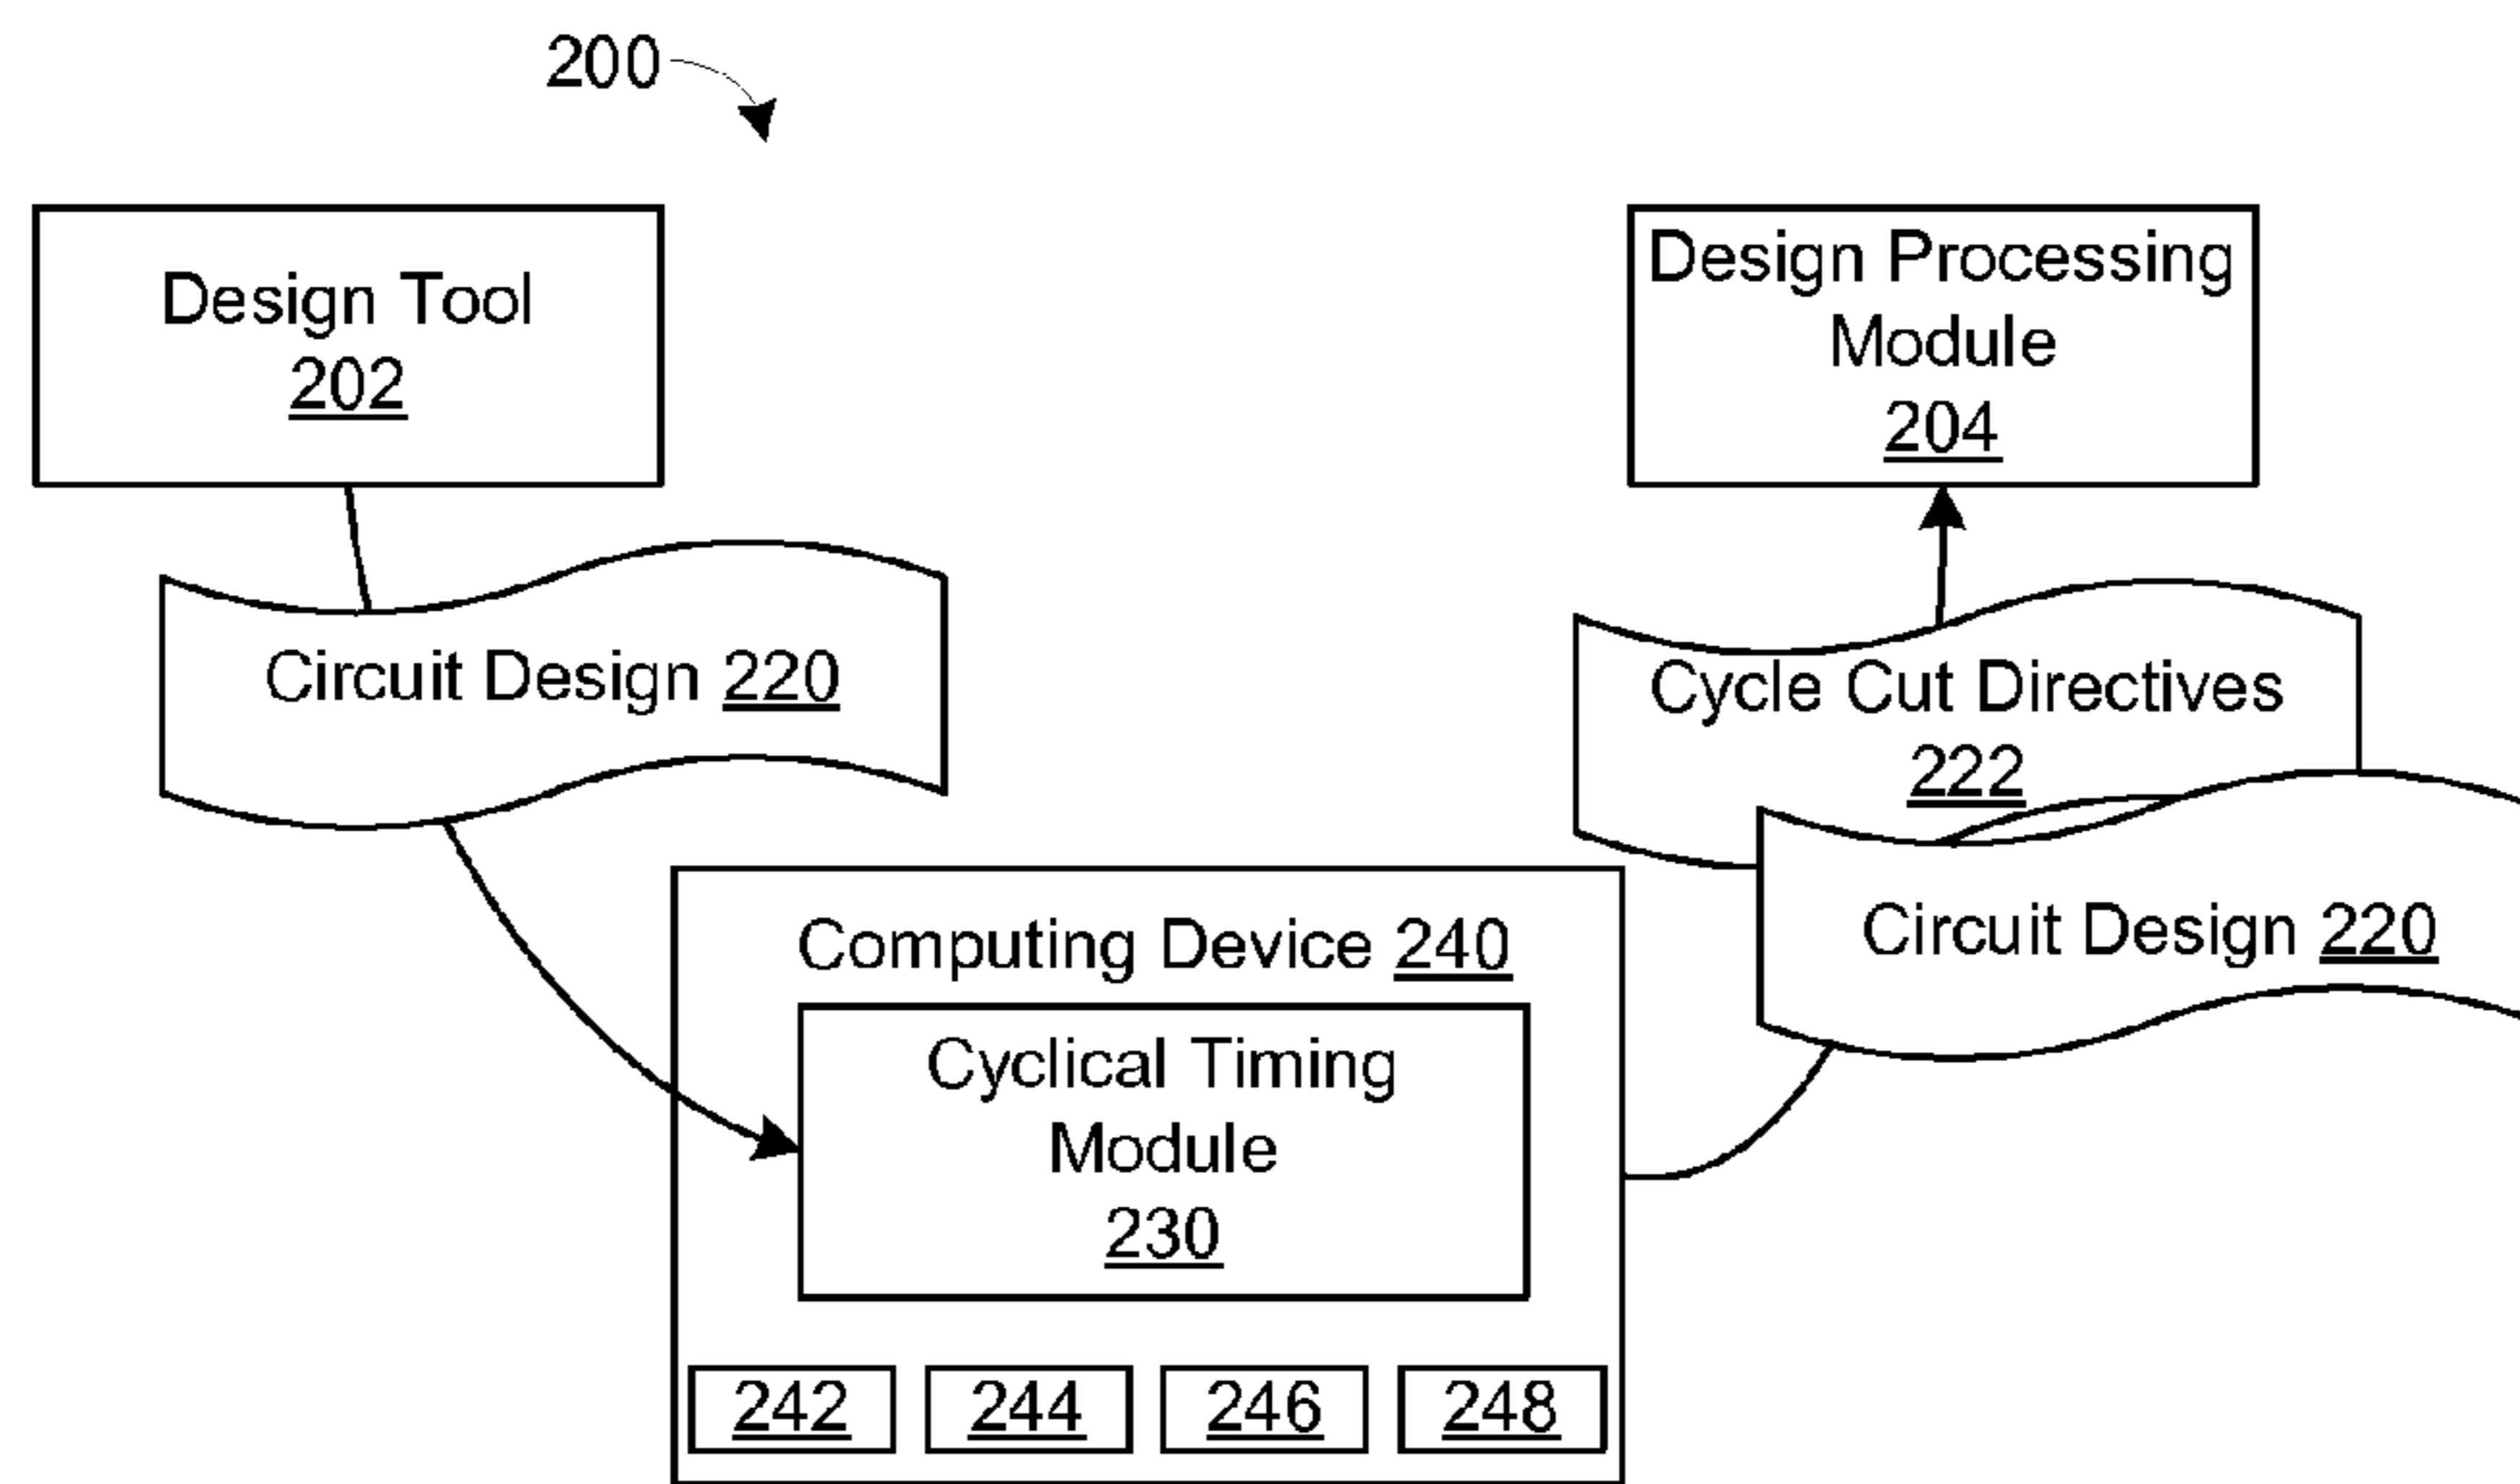 200
Design Tool
202
Design Processing
Module
204
Circuit Design 220
Cycle Cut Directives
222
Circuit Design 220
Computing Device 240
Cyclical Timing
Module
230
242 244 246 248